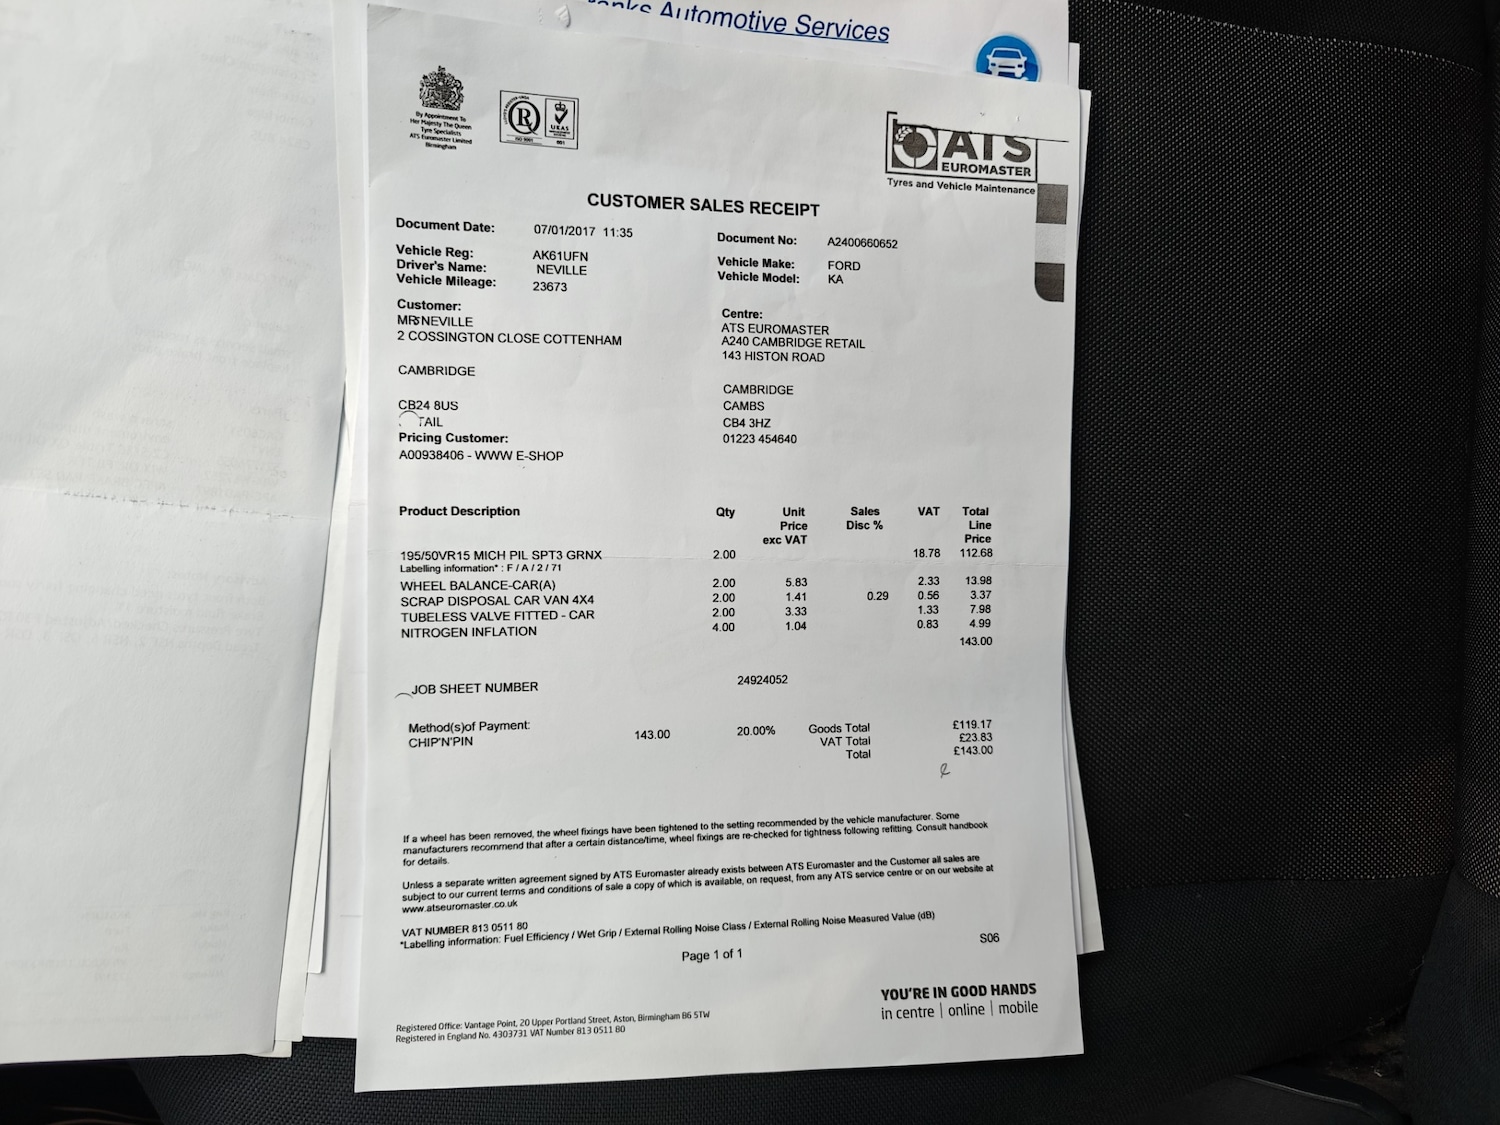 Automotive Services
By Appointment To
Her Majesty The Queen
Tyre Specialists
ATS Euromaster Limited
Birmingham
R
UKAS
ISO 9001
001
ATS
EUROMASTER
Tyres and Vehicle Maintenance
CUSTOMER SALES RECEIPT
Document Date: 07/01/2017 11:35
Document No: A2400660652
Vehicle Reg: AK61UFN
Vehicle Make: FORD
Driver's Name: NEVILLE
Vehicle Model: KA
Vehicle Mileage: 23673
Customer:
MRS NEVILLE
2 COSSINGTON CLOSE COTTENHAM
CAMBRIDGE
CB24 8US
TAIL
Pricing Customer:
A00938406 - WWW E-SHOP
Centre:
ATS EUROMASTER
A240 CAMBRIDGE RETAIL
143 HISTON ROAD
CAMBRIDGE
CAMBS
CB4 3HZ
01223 454640
Product Description Qty Unit Price exc VAT Sales Disc % VAT Total Line Price
195/50VR15 MICH PIL SPT3 GRNX 2.00 18.78 112.68
Labelling information* : F / A / 2 / 71
WHEEL BALANCE-CAR(A) 2.00 5.83 2.33 13.98
SCRAP DISPOSAL CAR VAN 4X4 2.00 1.41 0.29 0.56 3.37
TUBELESS VALVE FITTED - CAR 2.00 3.33 1.33 7.98
NITROGEN INFLATION 4.00 1.04 0.83 4.99
143.00
JOB SHEET NUMBER 24924052
Method(s)of Payment: 
CHIP'N'PIN 143.00 20.00%
Goods Total £119.17
VAT Total £23.83
Total £143.00
If a wheel has been removed, the wheel fixings have been tightened to the setting recommended by the vehicle manufacturer. Some
manufacturers recommend that after a certain distance/time, wheel fixings are re-checked for tightness following refitting. Consult handbook
for details.
Unless a separate written agreement signed by ATS Euromaster already exists between ATS Euromaster and the Customer all sales are
subject to our current terms and conditions of sale a copy of which is available, on request, from any ATS service centre or on our website at
www.atseuromaster.co.uk
VAT NUMBER 813 0511 80
*Labelling information: Fuel Efficiency / Wet Grip / External Rolling Noise Class / External Rolling Noise Measured Value (dB)
S06
Page 1 of 1
YOU'RE IN GOOD HANDS
in centre | online | mobile
Registered Office: Vantage Point, 20 Upper Portland Street, Aston, Birmingham B6 5TW
Registered in England No. 4303731 VAT Number 813 0511 80